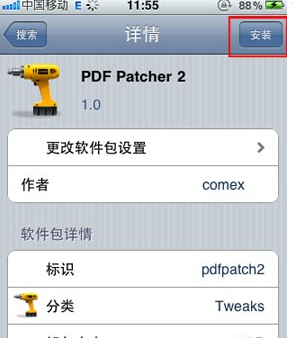 中国移动 E 11:55 88%
搜索 详情 安装
PDF Patcher 2
1.0
更改软件包设置
作者 comex
软件包详情
标识 pdfpatch2
分类 Tweaks